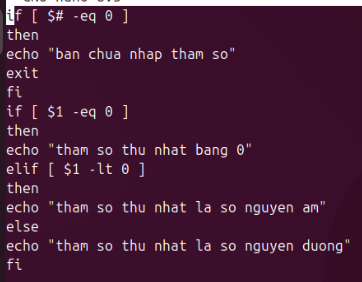 if [ $# -eq 0 ]
then
echo "ban chua nhap tham so"
exit
fi
if [ $1 -eq 0 ]
then
echo "tham so thu nhat bang 0"
elif [ $1 -lt 0 ]
then
echo "tham so thu nhat la so nguyen am"
else
echo "tham so thu nhat la so nguyen duong"
fi